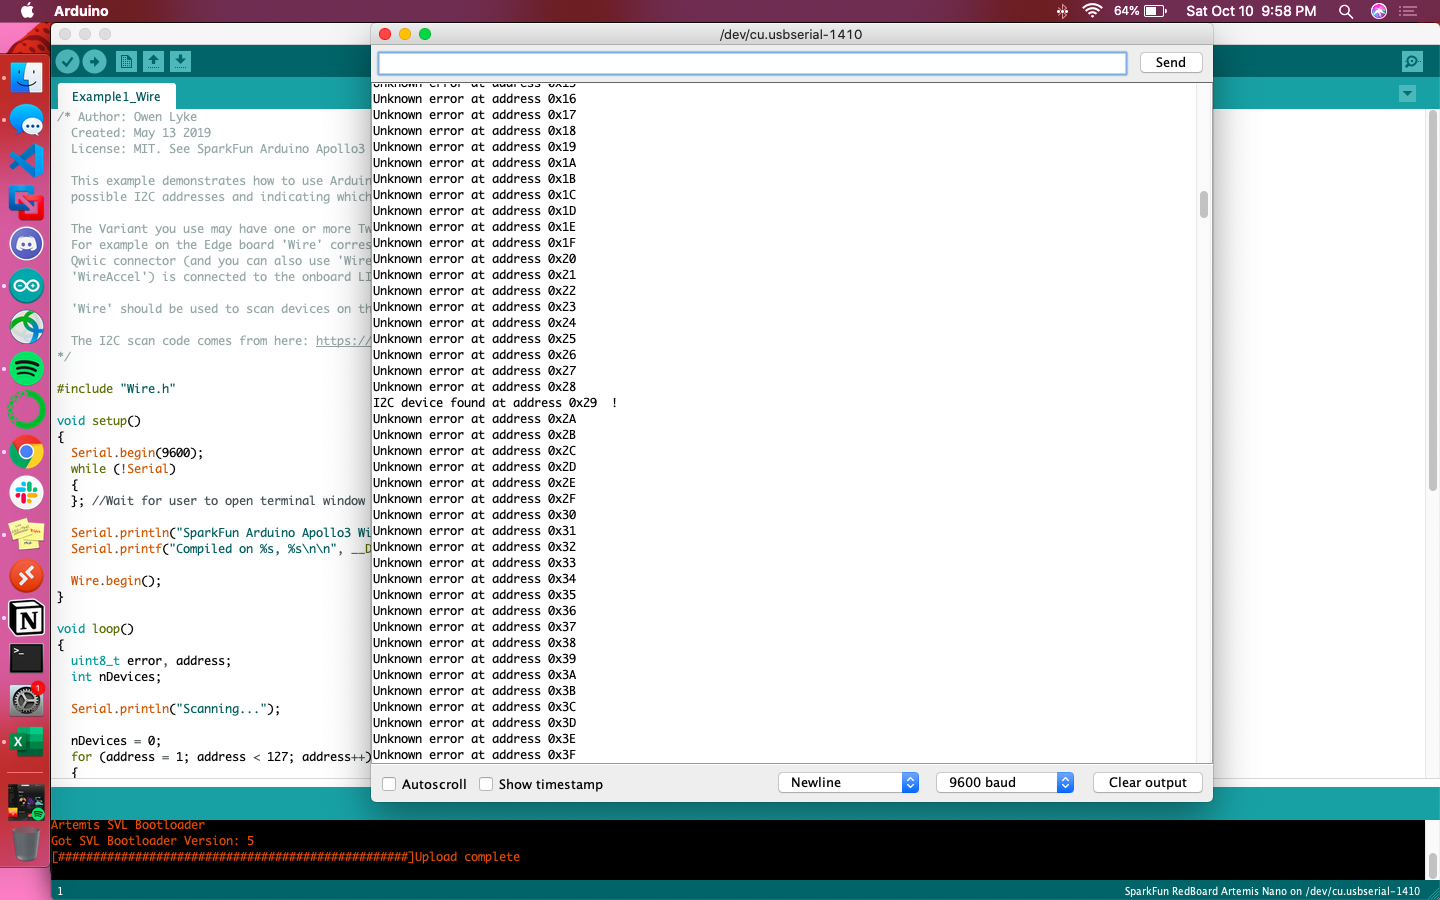 Arduino
64%
Sat Oct 10 9:58 PM
/dev/cu.usbserial-1410
Send
Example1_Wire
/* Author: Owen Lyke
Created: May 13 2019
License: MIT. See SparkFun Arduino Apollo3
This example demonstrates how to use Arduin
possible I2C addresses and indicating which
The Variant you use may have one or more Tw
For example on the Edge board 'Wire' corres
Qwiic connector (and you can also use 'Wire
'WireAccel') is connected to the onboard LI
'Wire' should be used to scan devices on th
The I2C scan code comes from here: https://
*/
#include "Wire.h"
void setup()
{
Serial.begin(9600);
while (!Serial)
{
}; //Wait for user to open terminal window
Serial.println("SparkFun Arduino Apollo3 Wi
Serial.printf("Compiled on %s, %s\n\n", __D
Wire.begin();
}
void loop()
{
uint8_t error, address;
int nDevices;
Serial.println("Scanning...");
nDevices = 0;
for (address = 1; address < 127; address++)
{
Unknown error at address 0x15
Unknown error at address 0x16
Unknown error at address 0x17
Unknown error at address 0x18
Unknown error at address 0x19
Unknown error at address 0x1A
Unknown error at address 0x1B
Unknown error at address 0x1C
Unknown error at address 0x1D
Unknown error at address 0x1E
Unknown error at address 0x1F
Unknown error at address 0x20
Unknown error at address 0x21
Unknown error at address 0x22
Unknown error at address 0x23
Unknown error at address 0x24
Unknown error at address 0x25
Unknown error at address 0x26
Unknown error at address 0x27
Unknown error at address 0x28
I2C device found at address 0x29  !
Unknown error at address 0x2A
Unknown error at address 0x2B
Unknown error at address 0x2C
Unknown error at address 0x2D
Unknown error at address 0x2E
Unknown error at address 0x2F
Unknown error at address 0x30
Unknown error at address 0x31
Unknown error at address 0x32
Unknown error at address 0x33
Unknown error at address 0x34
Unknown error at address 0x35
Unknown error at address 0x36
Unknown error at address 0x37
Unknown error at address 0x38
Unknown error at address 0x39
Unknown error at address 0x3A
Unknown error at address 0x3B
Unknown error at address 0x3C
Unknown error at address 0x3D
Unknown error at address 0x3E
Unknown error at address 0x3F
Autoscroll
Show timestamp
Newline
9600 baud
Clear output
Artemis SVL Bootloader
Got SVL Bootloader Version: 5
[##################################################]Upload complete
1
SparkFun RedBoard Artemis Nano on /dev/cu.usbserial-1410